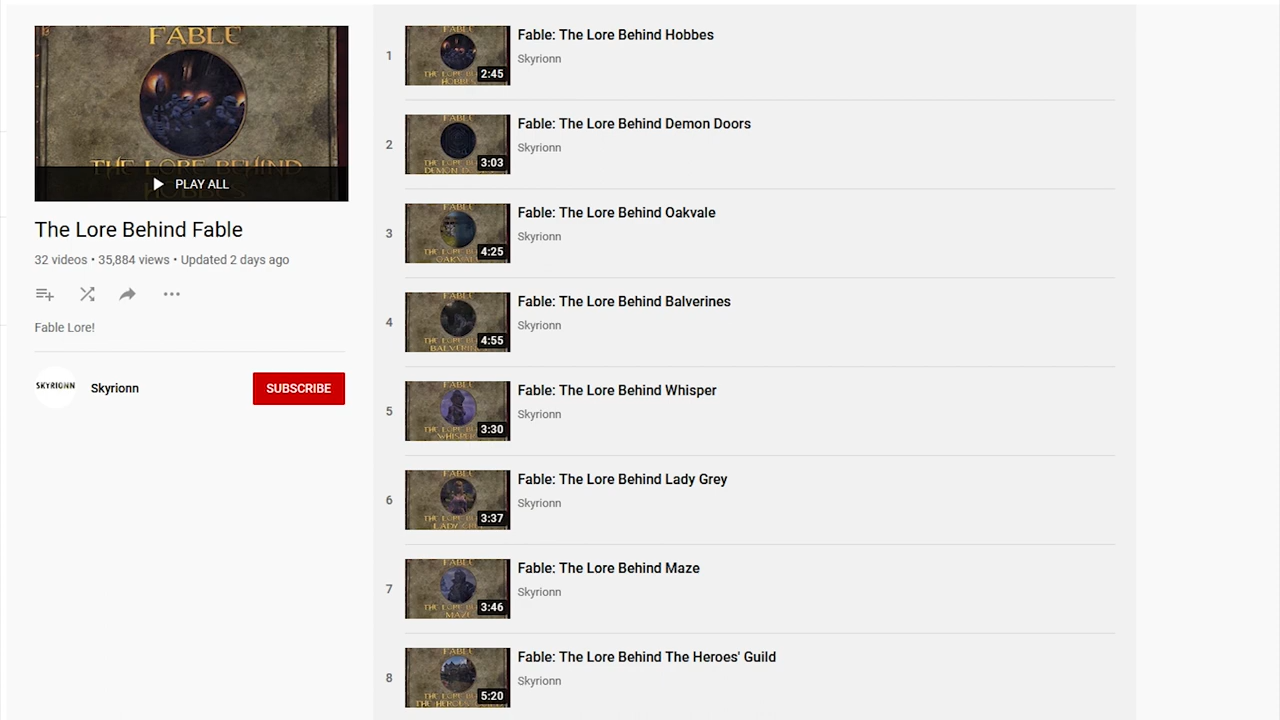 FABLE
THE LORE BEHIND
HOBBES
PLAY ALL
The Lore Behind Fable
32 videos • 35,884 views • Updated 2 days ago
Fable Lore!
SKYRIONN
Skyrionn
SUBSCRIBE
1
2:45
Fable: The Lore Behind Hobbes
Skyrionn
2
3:03
Fable: The Lore Behind Demon Doors
Skyrionn
3
4:25
Fable: The Lore Behind Oakvale
Skyrionn
4
4:55
Fable: The Lore Behind Balverines
Skyrionn
5
3:30
Fable: The Lore Behind Whisper
Skyrionn
6
3:37
Fable: The Lore Behind Lady Grey
Skyrionn
7
3:46
Fable: The Lore Behind Maze
Skyrionn
8
5:20
Fable: The Lore Behind The Heroes' Guild
Skyrionn